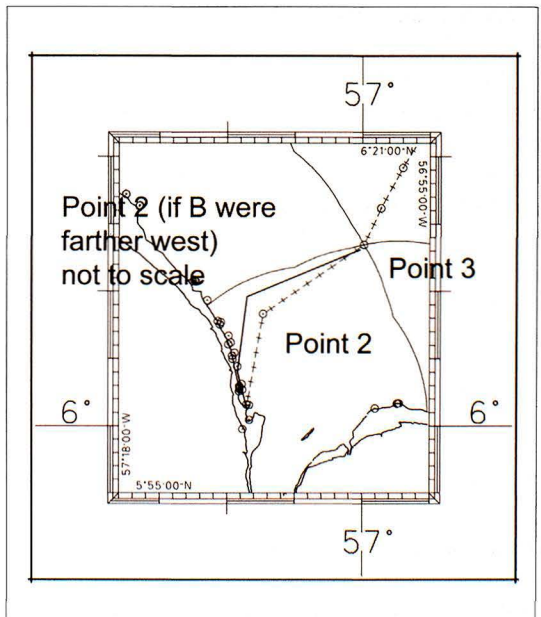 57°
6°21:00"N
56°55:00"W
Point 2 (if B were
farther west)
not to scale
Point 3
Point 2
6°
6°
57°18:00"W
5°55:00"N
57°